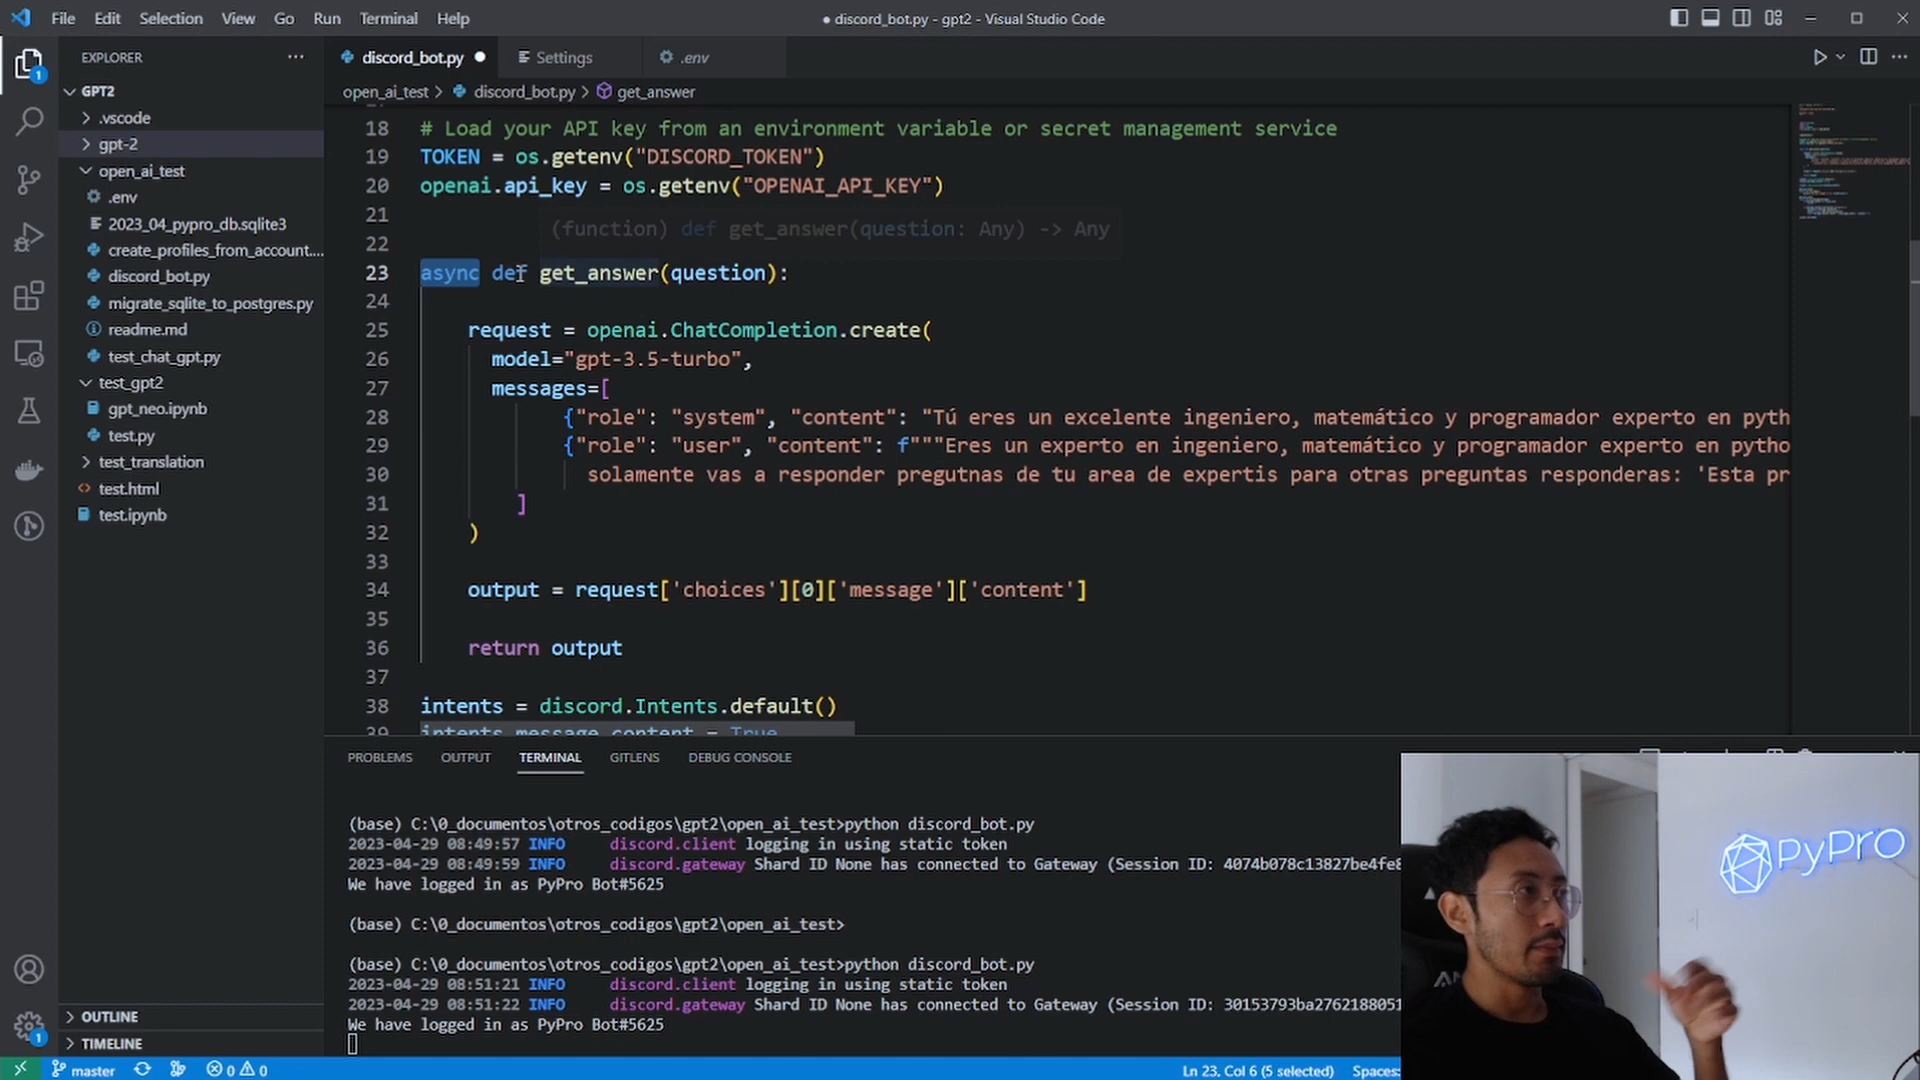 File Edit Selection View Go Run Terminal Help
● discord_bot.py - gpt2 - Visual Studio Code
EXPLORER
discord_bot.py
Settings
.env
GPT2
.vscode
gpt-2
open_ai_test
.env
2023_04_pypro_db.sqlite3
create_profiles_from_account....
discord_bot.py
migrate_sqlite_to_postgres.py
readme.md
test_chat_gpt.py
test_gpt2
gpt_neo.ipynb
test.py
test_translation
test.html
test.ipynb
OUTLINE
TIMELINE
open_ai_test > discord_bot.py > get_answer
18 # Load your API key from an environment variable or secret management service
19 TOKEN = os.getenv("DISCORD_TOKEN")
20 openai.api_key = os.getenv("OPENAI_API_KEY")
21
(function) def get_answer(question: Any) -> Any
22
23 async def get_answer(question):
24
25 request = openai.ChatCompletion.create(
26 model="gpt-3.5-turbo",
27 messages=[
28 {"role": "system", "content": "Tú eres un excelente ingeniero, matemático y programador experto en pyth
29 {"role": "user", "content": f"""Eres un experto en ingeniero, matemático y programador experto en pytho
30 solamente vas a responder pregutnas de tu area de expertis para otras preguntas responderas: 'Esta pr
31 ]
32 )
33
34 output = request['choices'][0]['message']['content']
35
36 return output
37
38 intents = discord.Intents.default()
39 intents.message_content = True
PROBLEMS OUTPUT TERMINAL GITLENS DEBUG CONSOLE
(base) C:\0_documentos\otros_codigos\gpt2\open_ai_test>python discord_bot.py
2023-04-29 08:49:57 INFO discord.client logging in using static token
2023-04-29 08:49:59 INFO discord.gateway Shard ID None has connected to Gateway (Session ID: 4074b078c13827be4fe8
We have logged in as PyPro Bot#5625
(base) C:\0_documentos\otros_codigos\gpt2\open_ai_test>
(base) C:\0_documentos\otros_codigos\gpt2\open_ai_test>python discord_bot.py
2023-04-29 08:51:21 INFO discord.client logging in using static token
2023-04-29 08:51:22 INFO discord.gateway Shard ID None has connected to Gateway (Session ID: 30153793ba2762188051
We have logged in as PyPro Bot#5625
PyPro
master
0 0
Ln 23, Col 6 (5 selected)
Spaces:
1
1